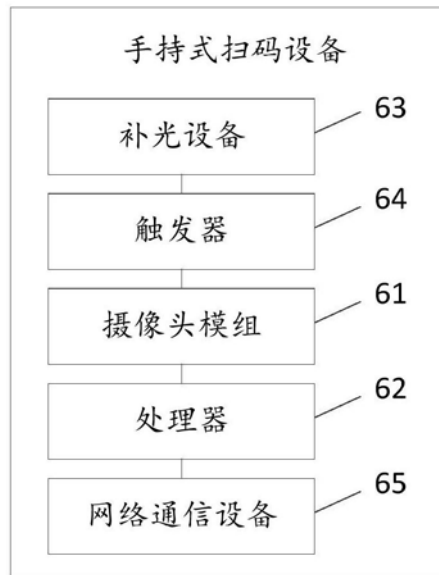 手持式扫码设备
补光设备
63
触发器
64
摄像头模组
61
处理器
62
网络通信设备
65